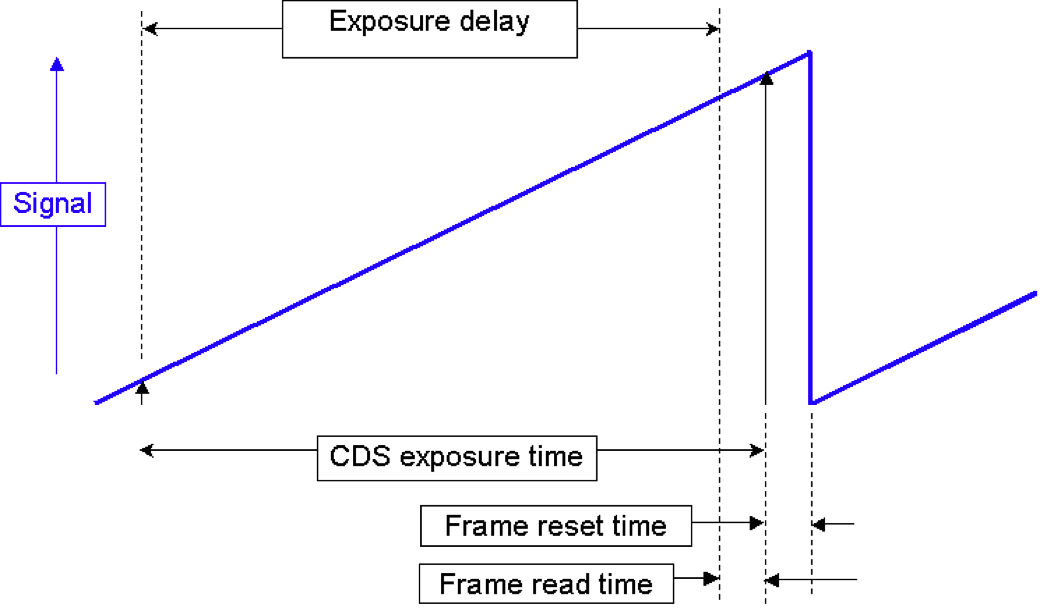 Exposure delay
Signal
CDS exposure time
Frame reset time
Frame read time